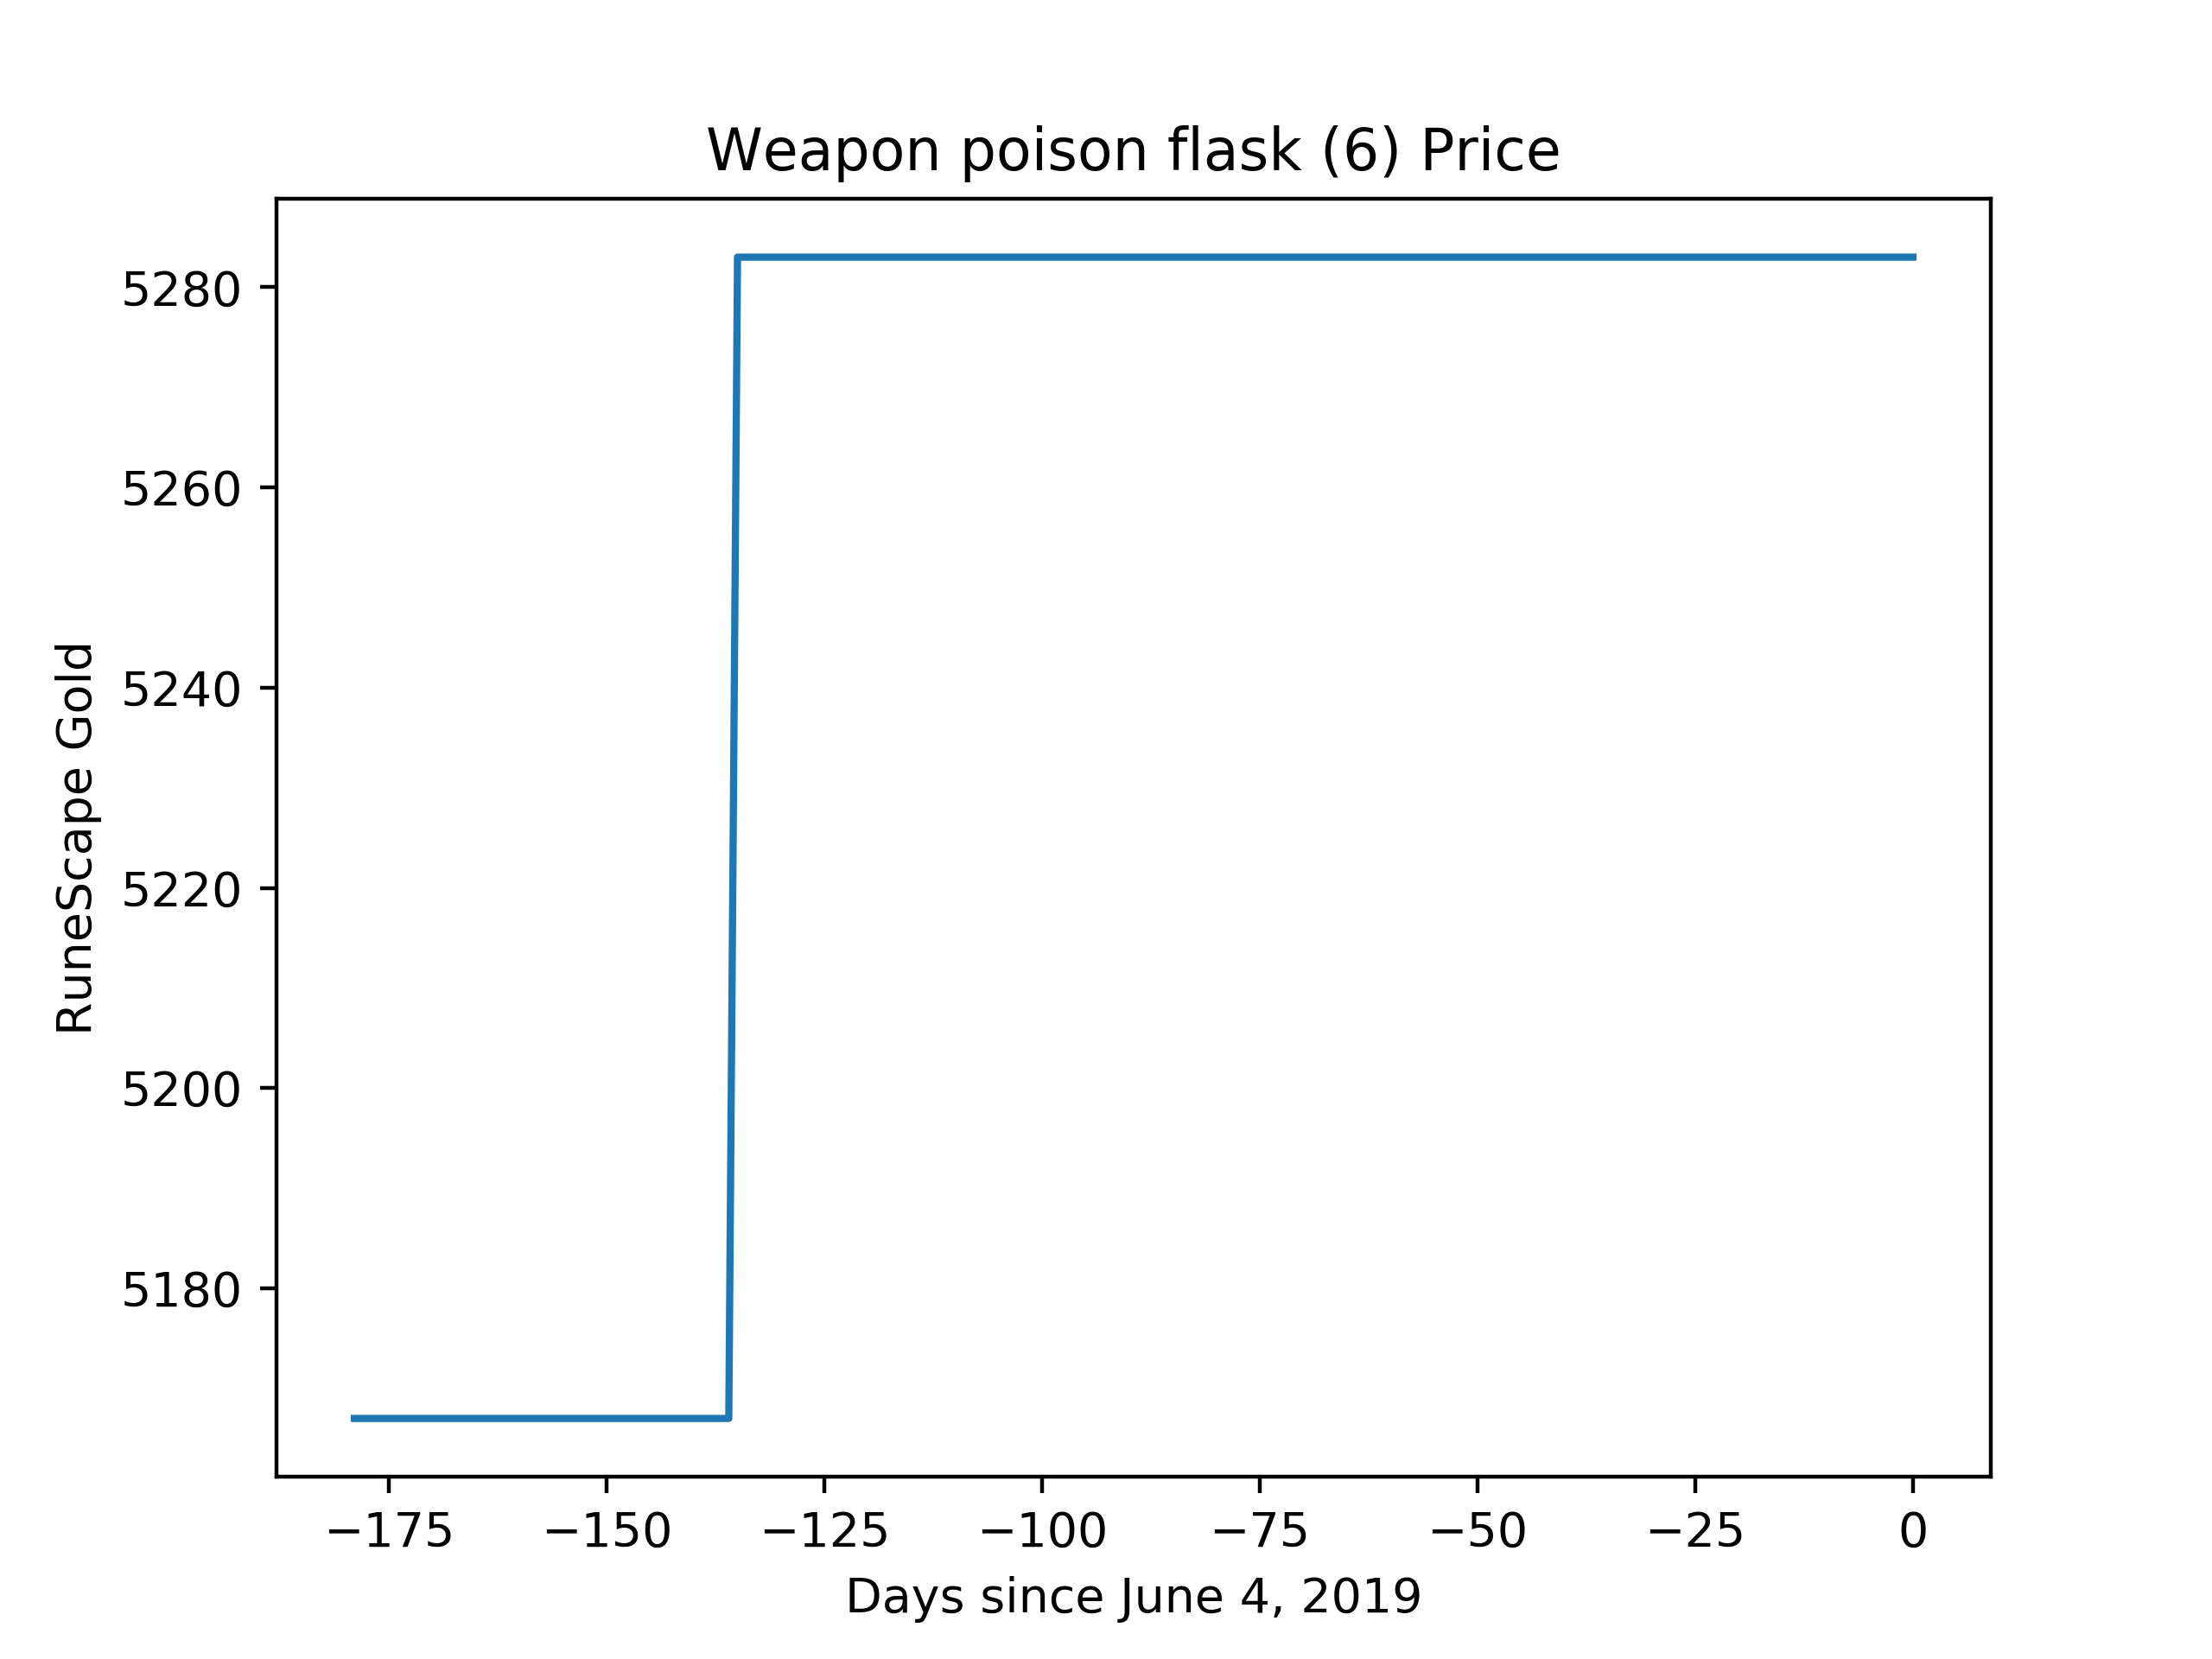 Weapon poison flask (6) Price
RuneScape Gold
5280
5260
5240
5220
5200
5180
−175 −150 −125 −100 −75 −50 −25 0
Days since June 4, 2019